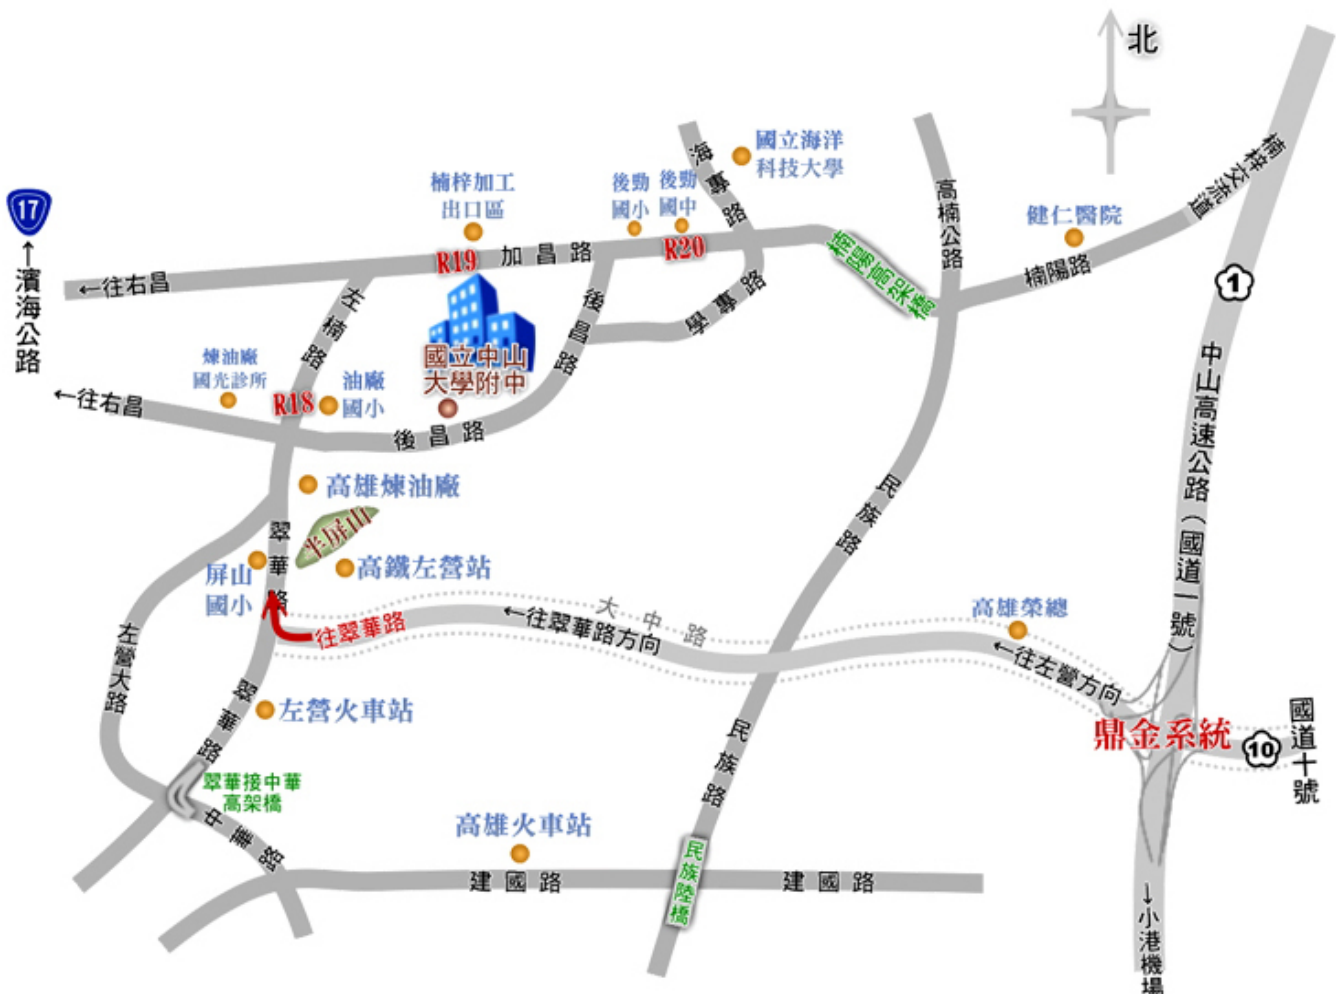 北
國立海洋
科技大學
楠梓交流道
海專路
楠梓加工
出口區
後勁
國小
後勁
國中
高楠公路
健仁醫院
17
←濱海公路
R19
加昌路
R20
楠陽高架橋
楠陽路
←往右昌
左楠路
後昌路
學專路
1
中山高速公路(國道一號)
煉油廠
國光診所
油廠
國小
國立中山
大學附中
←往右昌
R18
後昌路
高雄煉油廠
民族路
半屏山
翠華路
屏山
國小
高鐵左營站
大中路
高雄榮總
往翠華路
←往翠華路方向
←往左營方向
左營大路
翠華路
左營火車站
民族路
鼎金系統
10
國道十號
翠華接中華
高架橋
中華路
高雄火車站
建國路
民族陸橋
建國路
↓小港機場